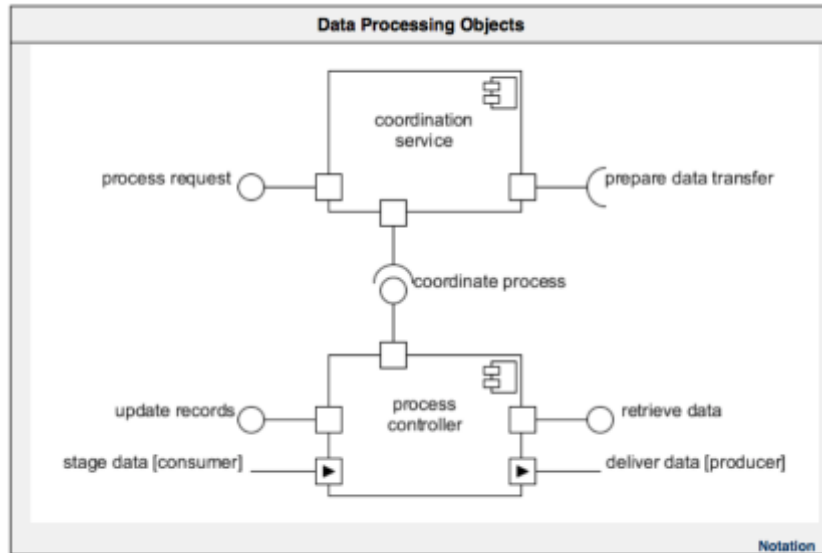 Data Processing Objects
coordination
service
process request
prepare data transfer
coordinate process
update records
process
controller
retrieve data
stage data [consumer]
deliver data [producer]
Notation